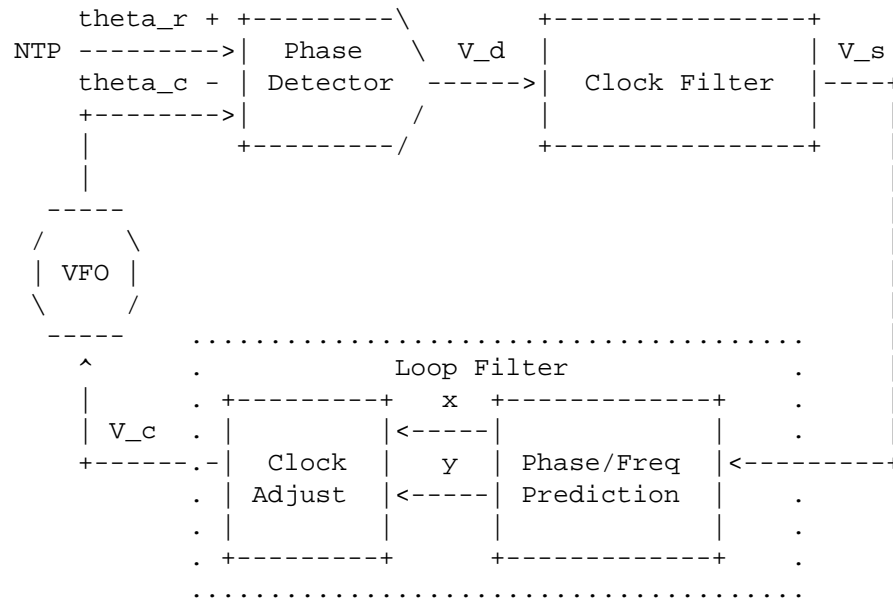 theta_r +
NTP Phase V_d V_s
theta_c - Detector Clock Filter
VFO
Loop Filter
x
V_c
Clock y Phase/Freq
Adjust Prediction